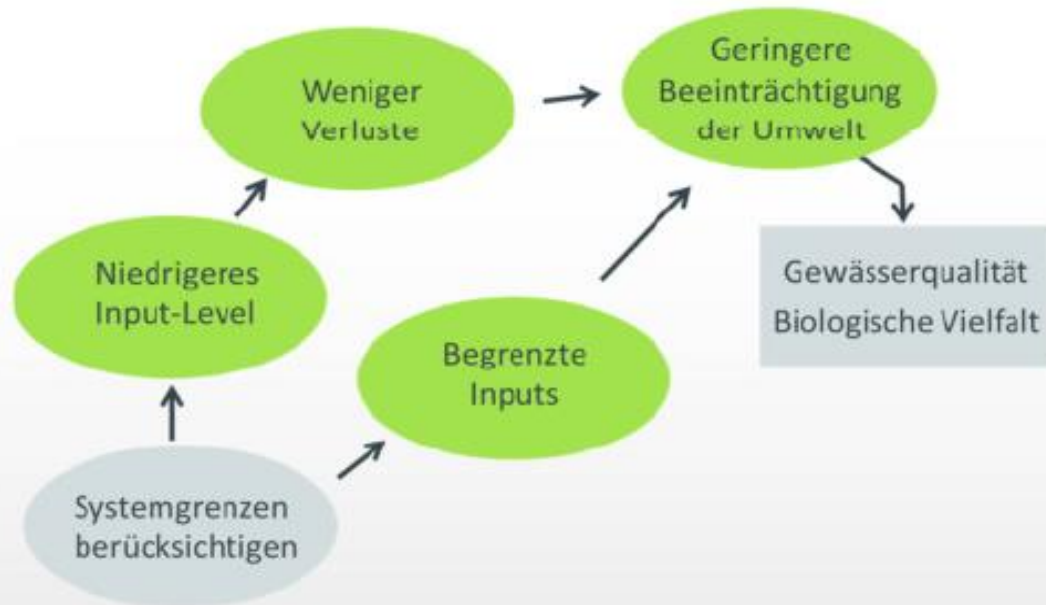 Geringere
Beeinträchtigung
der Umwelt
Weniger
Verluste
Niedrigeres
Input-Level
Gewässerqualität
Biologische Vielfalt
Begrenzte
Inputs
Systemgrenzen
berücksichtigen